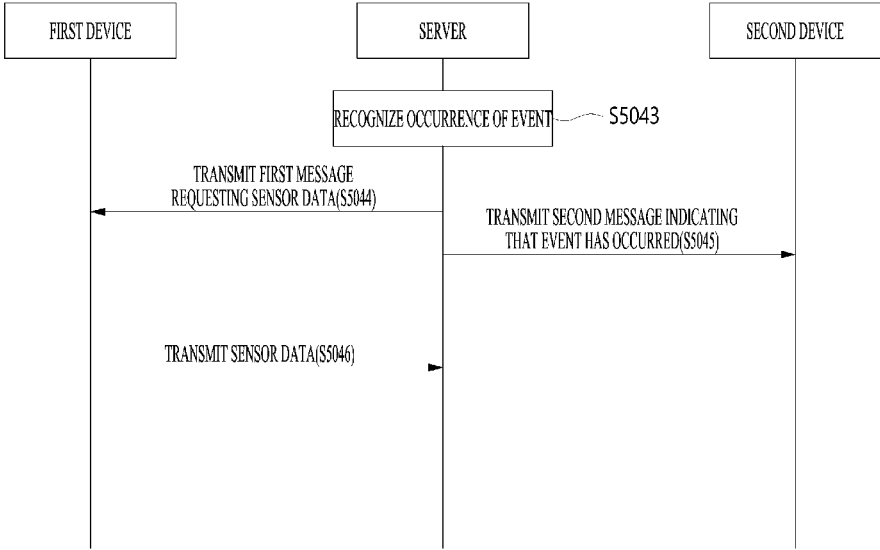 FIRST DEVICE
SERVER
SECOND DEVICE
RECOGNIZE OCCURRENCE OF EVENT
S5043
TRANSMIT FIRST MESSAGE
REQUESTING SENSOR DATA(S5044)
TRANSMIT SECOND MESSAGE INDICATING
THAT EVENT HAS OCCURRED(S5045)
TRANSMIT SENSOR DATA(S5046)